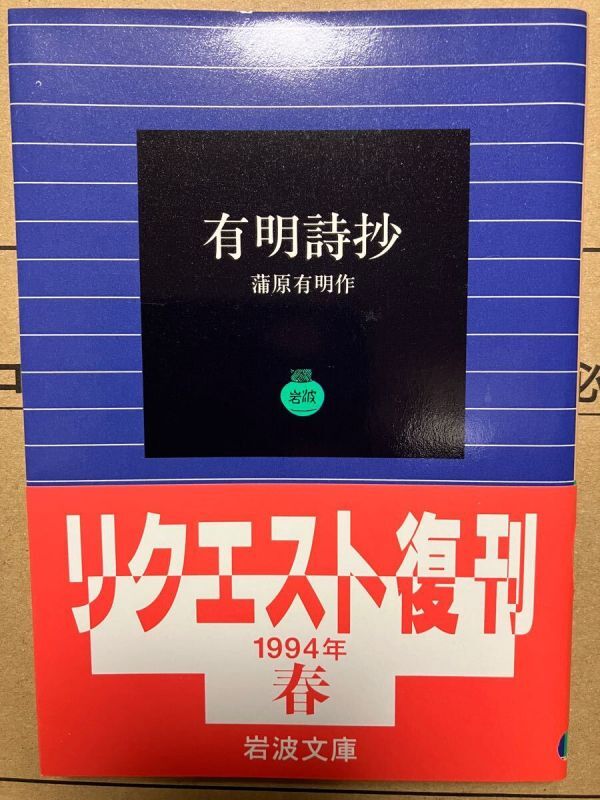 有明詩抄
蒲原有明作
岩波
リクエスト復刊
1994年
春
岩波文庫
必